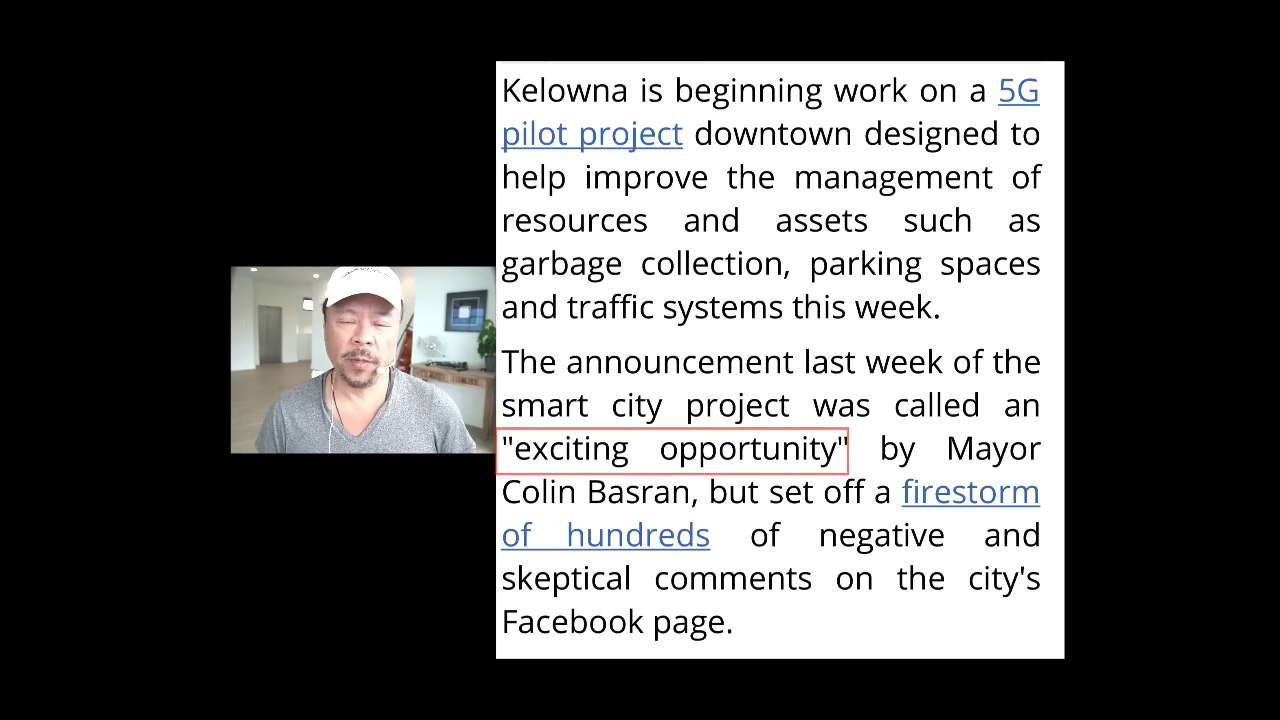 Kelowna is beginning work on a 5G
pilot project downtown designed to
help improve the management of
resources and assets such as
garbage collection, parking spaces
and traffic systems this week.
The announcement last week of the
smart city project was called an
"exciting opportunity" by Mayor
Colin Basran, but set off a firestorm
of hundreds of negative and
skeptical comments on the city's
Facebook page.